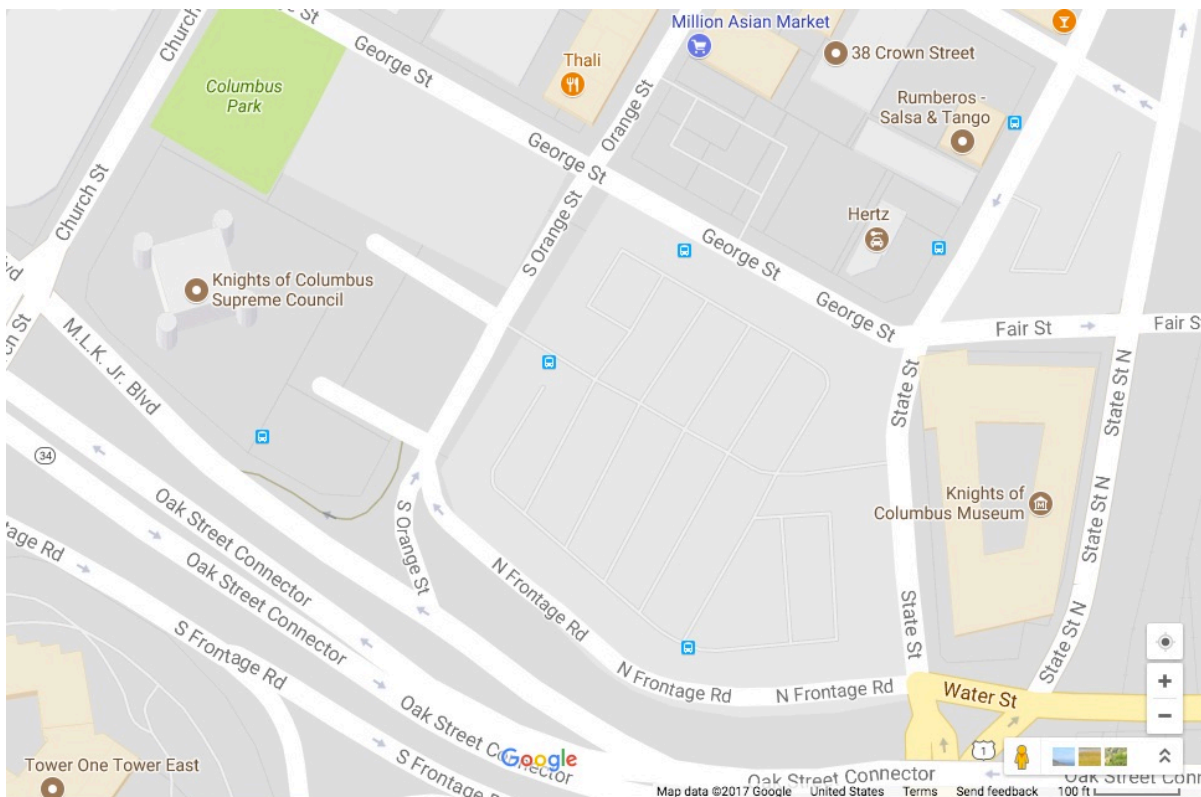 Church
George St
Million Asian Market
38 Crown Street
Thali
Columbus
Park
Orange St
Rumberos -
Salsa & Tango
George St
Church St
S Orange St
Hertz
George St
Knights of Columbus
Supreme Council
George St
Fair St
Fair St
M.L.K. Jr. Blvd
State St
State St N
34
Oak Street Connector
S Orange St
Knights of
Columbus Museum
State St N
Oak Street Connector
N Frontage Rd
State St
S Frontage Rd
State St N
N Frontage Rd
N Frontage Rd
Water St
Oak Street Connector
S Frontage Rd
Google
1
Tower One Tower East
Oak Street Connector
Map data ©2017 Google United States Terms Send feedback 100 ft